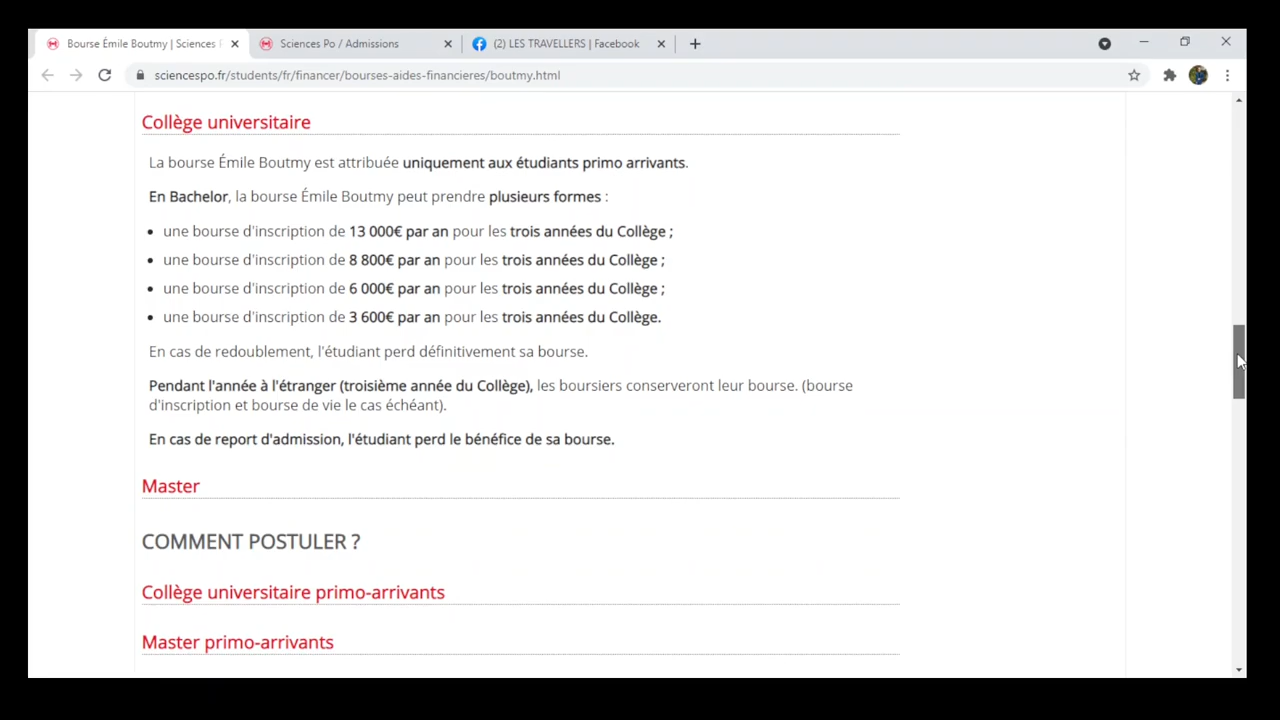 Bourse Émile Boutmy | Sciences
Sciences Po / Admissions
(2) LES TRAVELLERS | Facebook
sciencespo.fr/students/fr/financer/bourses-aides-financieres/boutmy.html
Collège universitaire
La bourse Émile Boutmy est attribuée uniquement aux étudiants primo arrivants.
En Bachelor, la bourse Émile Boutmy peut prendre plusieurs formes :
• une bourse d'inscription de 13 000€ par an pour les trois années du Collège ;
• une bourse d'inscription de 8 800€ par an pour les trois années du Collège ;
• une bourse d'inscription de 6 000€ par an pour les trois années du Collège ;
• une bourse d'inscription de 3 600€ par an pour les trois années du Collège.
En cas de redoublement, l'étudiant perd définitivement sa bourse.
Pendant l'année à l'étranger (troisième année du Collège), les boursiers conserveront leur bourse. (bourse
d'inscription et bourse de vie le cas échéant).
En cas de report d'admission, l'étudiant perd le bénéfice de sa bourse.
Master
COMMENT POSTULER ?
Collège universitaire primo-arrivants
Master primo-arrivants